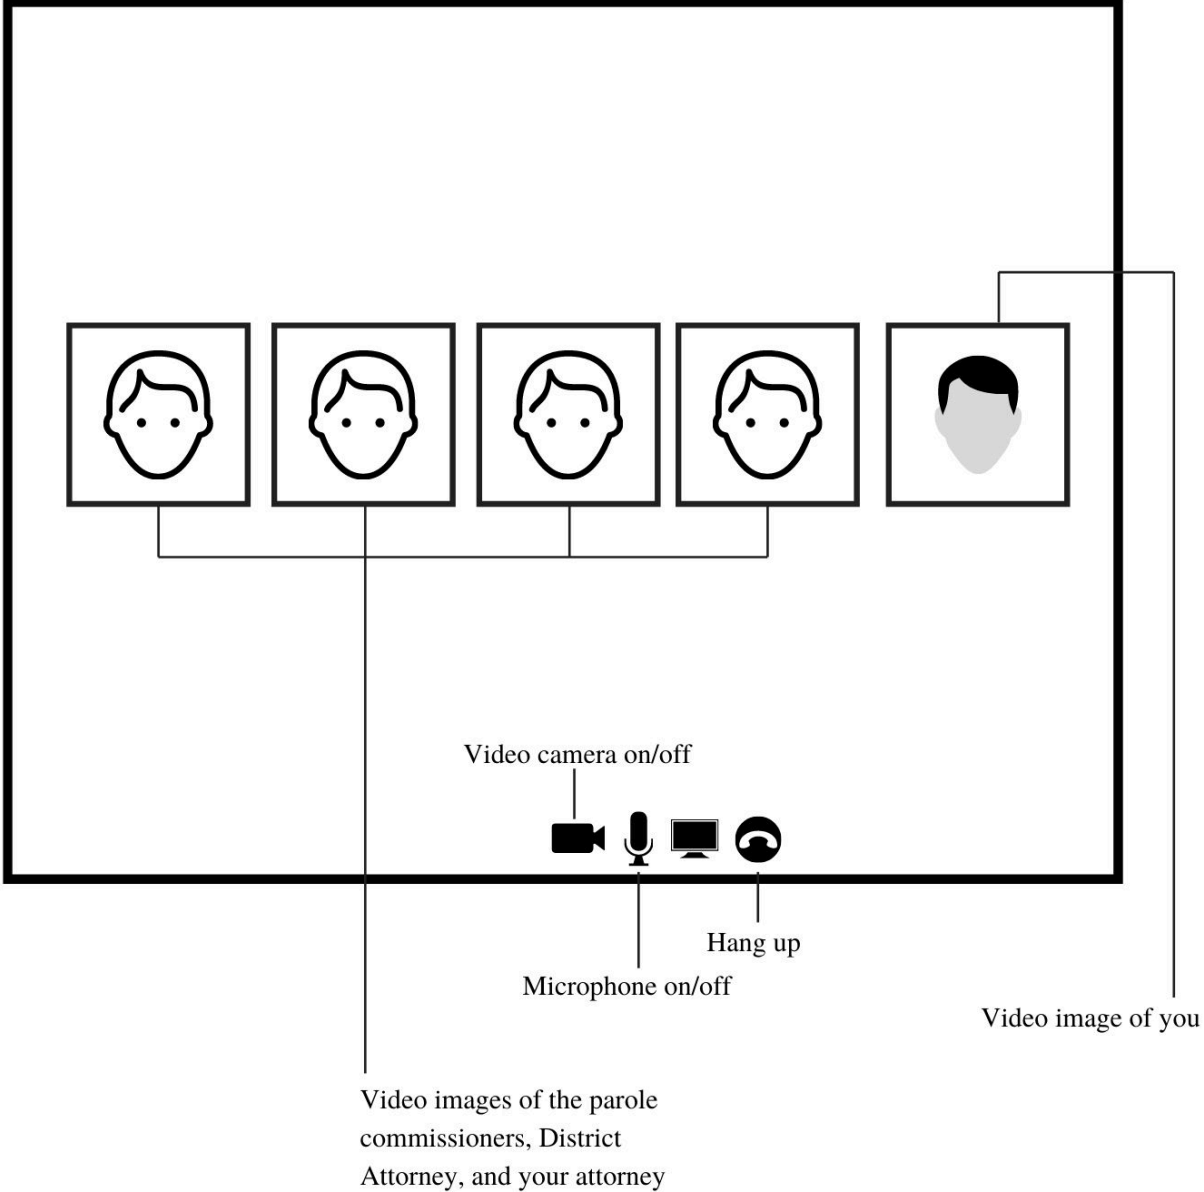 Video camera on/off
Hang up
Microphone on/off
Video image of you
Video images of the parole
commissioners, District
Attorney, and your attorney